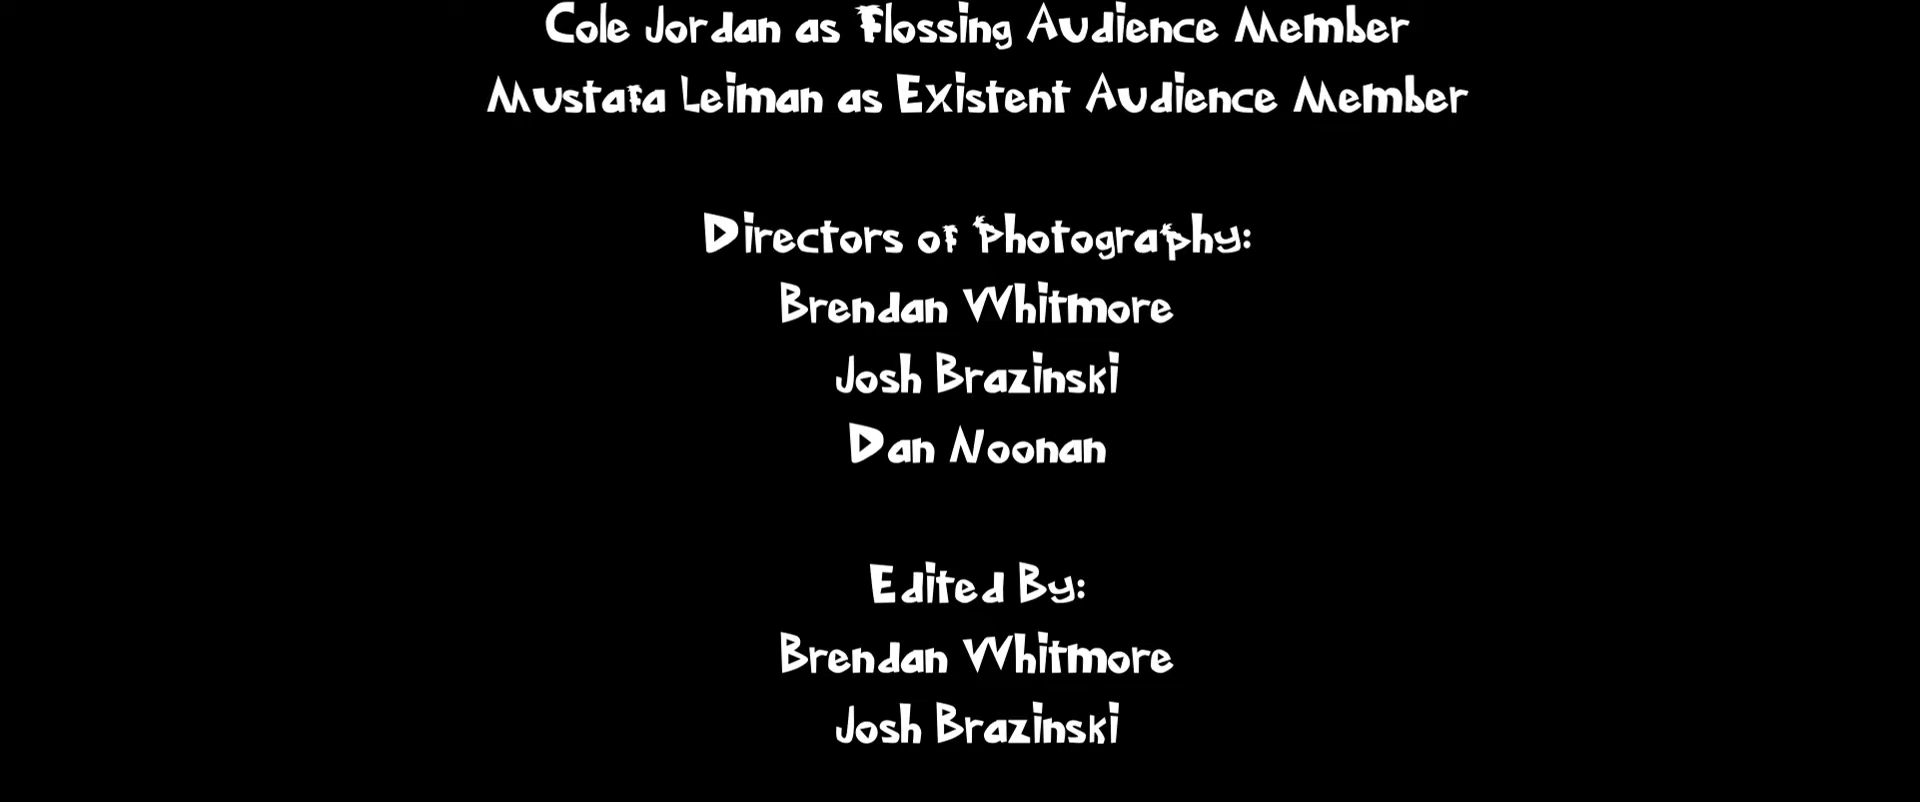 Cole Jordan as Flossing Audience Member
Mustafa Leiman as Existent Audience Member
Directors of Photography:
Brendan Whitmore
Josh Brazinski
Dan Noonan
Edited By:
Brendan Whitmore
Josh Brazinski